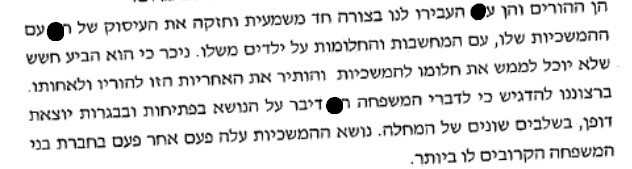 הן ההורים והן ע העבירו לנו בצורה חד משמעית וחזקה את העיסוק של ר עם
ההמשכיות שלו, עם המחשבות והחלומות על ילדים משלו. ניכר כי הוא הביע חשש
שלא יוכל לממש את חלומו להמשכיות והותיר את האחריות הזו להוריו ולאחותו.
ברצוננו להדגיש כי לדברי המשפחה ר דיבר על הנושא בפתיחות ובבגרות יוצאת
דופן, בשלבים שונים של המחלה. נושא ההמשכיות עלה פעם אחר פעם בחברת בני
המשפחה הקרובים לו ביותר.